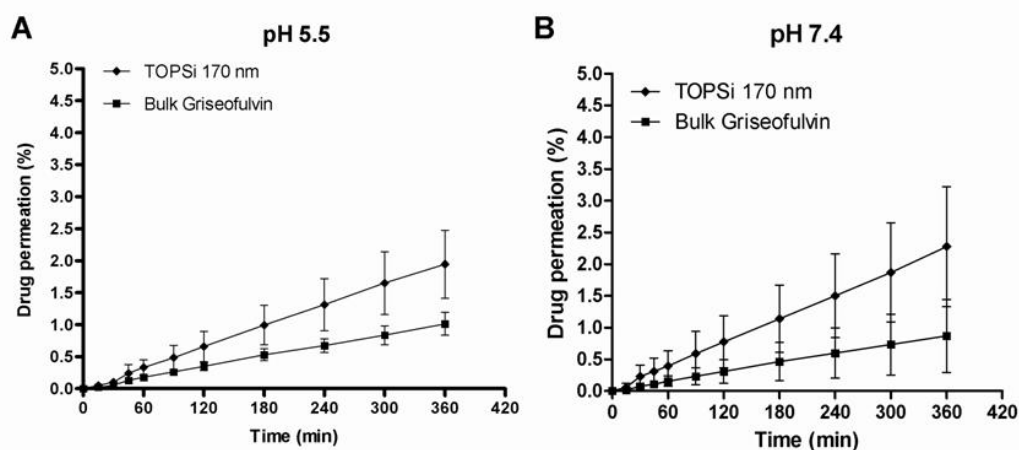 A
pH 5.5
TOPSi 170 nm
Bulk Griseofulvin
Drug permeation (%)
5.0
4.5
4.0
3.5
3.0
2.5
2.0
1.5
1.0
0.5
0.0
0 60 120 180 240 300 360 420
Time (min)
B
pH 7.4
TOPSi 170 nm
Bulk Griseofulvin
Drug permeation (%)
5.0
4.5
4.0
3.5
3.0
2.5
2.0
1.5
1.0
0.5
0.0
0 60 120 180 240 300 360 420
Time (min)